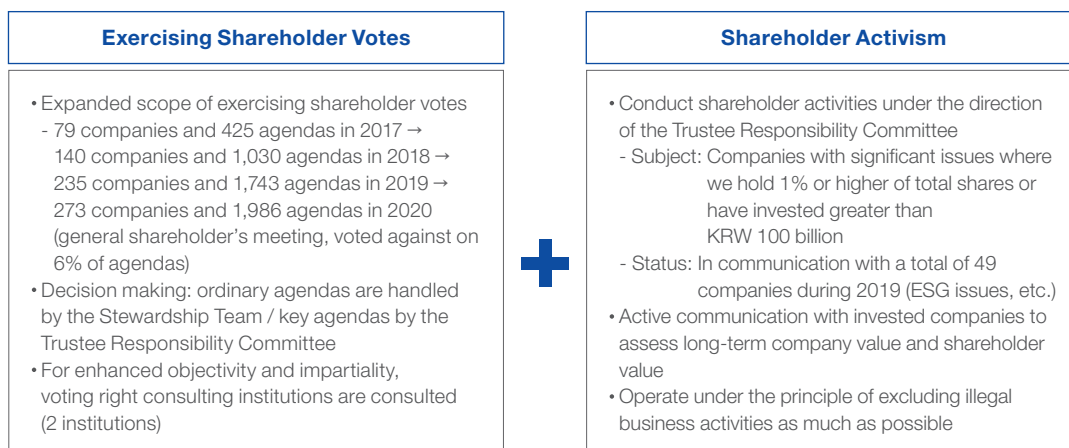 Exercising Shareholder Votes
• Expanded scope of exercising shareholder votes
- 79 companies and 425 agendas in 2017 →
140 companies and 1,030 agendas in 2018 →
235 companies and 1,743 agendas in 2019 →
273 companies and 1,986 agendas in 2020
(general shareholder’s meeting, voted against on
6% of agendas)
• Decision making: ordinary agendas are handled
by the Stewardship Team / key agendas by the
Trustee Responsibility Committee
• For enhanced objectivity and impartiality,
voting right consulting institutions are consulted
(2 institutions)
Shareholder Activism
• Conduct shareholder activities under the direction
of the Trustee Responsibility Committee
- Subject: Companies with significant issues where
we hold 1% or higher of total shares or
have invested greater than
KRW 100 billion
- Status: In communication with a total of 49
companies during 2019 (ESG issues, etc.)
• Active communication with invested companies to
assess long-term company value and shareholder
value
• Operate under the principle of excluding illegal
business activities as much as possible